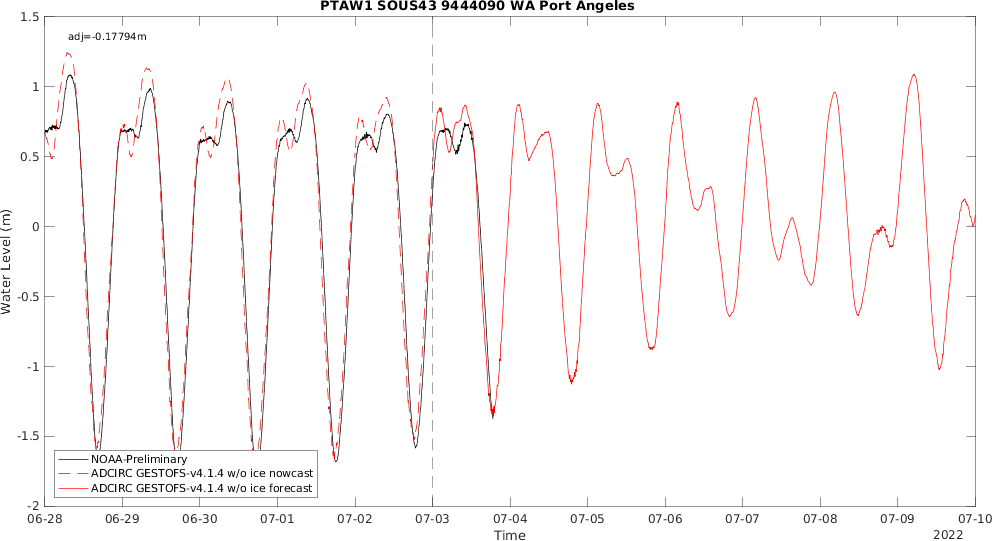 PTAW1 SOUS43 9444090 WA Port Angeles
adj=-0.17794m
1.5
1
0.5
0
-0.5
-1
-1.5
-2
Water Level (m)
NOAA-Preliminary
ADCIRC GESTOFS-v4.1.4 w/o ice nowcast
ADCIRC GESTOFS-v4.1.4 w/o ice forecast
06-28 06-29 06-30 07-01 07-02 07-03 07-04 07-05 07-06 07-07 07-08 07-09 07-10
Time
2022